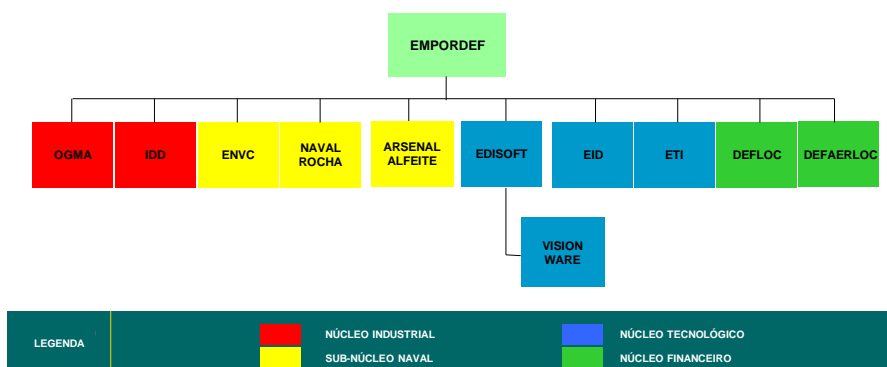 EMPORDEF
OGMA
IDD
ENVC
NAVAL
ROCHA
ARSENAL
ALFEITE
EDISOFT
EID
ETI
DEFLOC
DEFAERLOC
VISION
WARE
LEGENDA
NÚCLEO INDUSTRIAL
NÚCLEO TECNOLÓGICO
SUB-NÚCLEO NAVAL
NÚCLEO FINANCEIRO